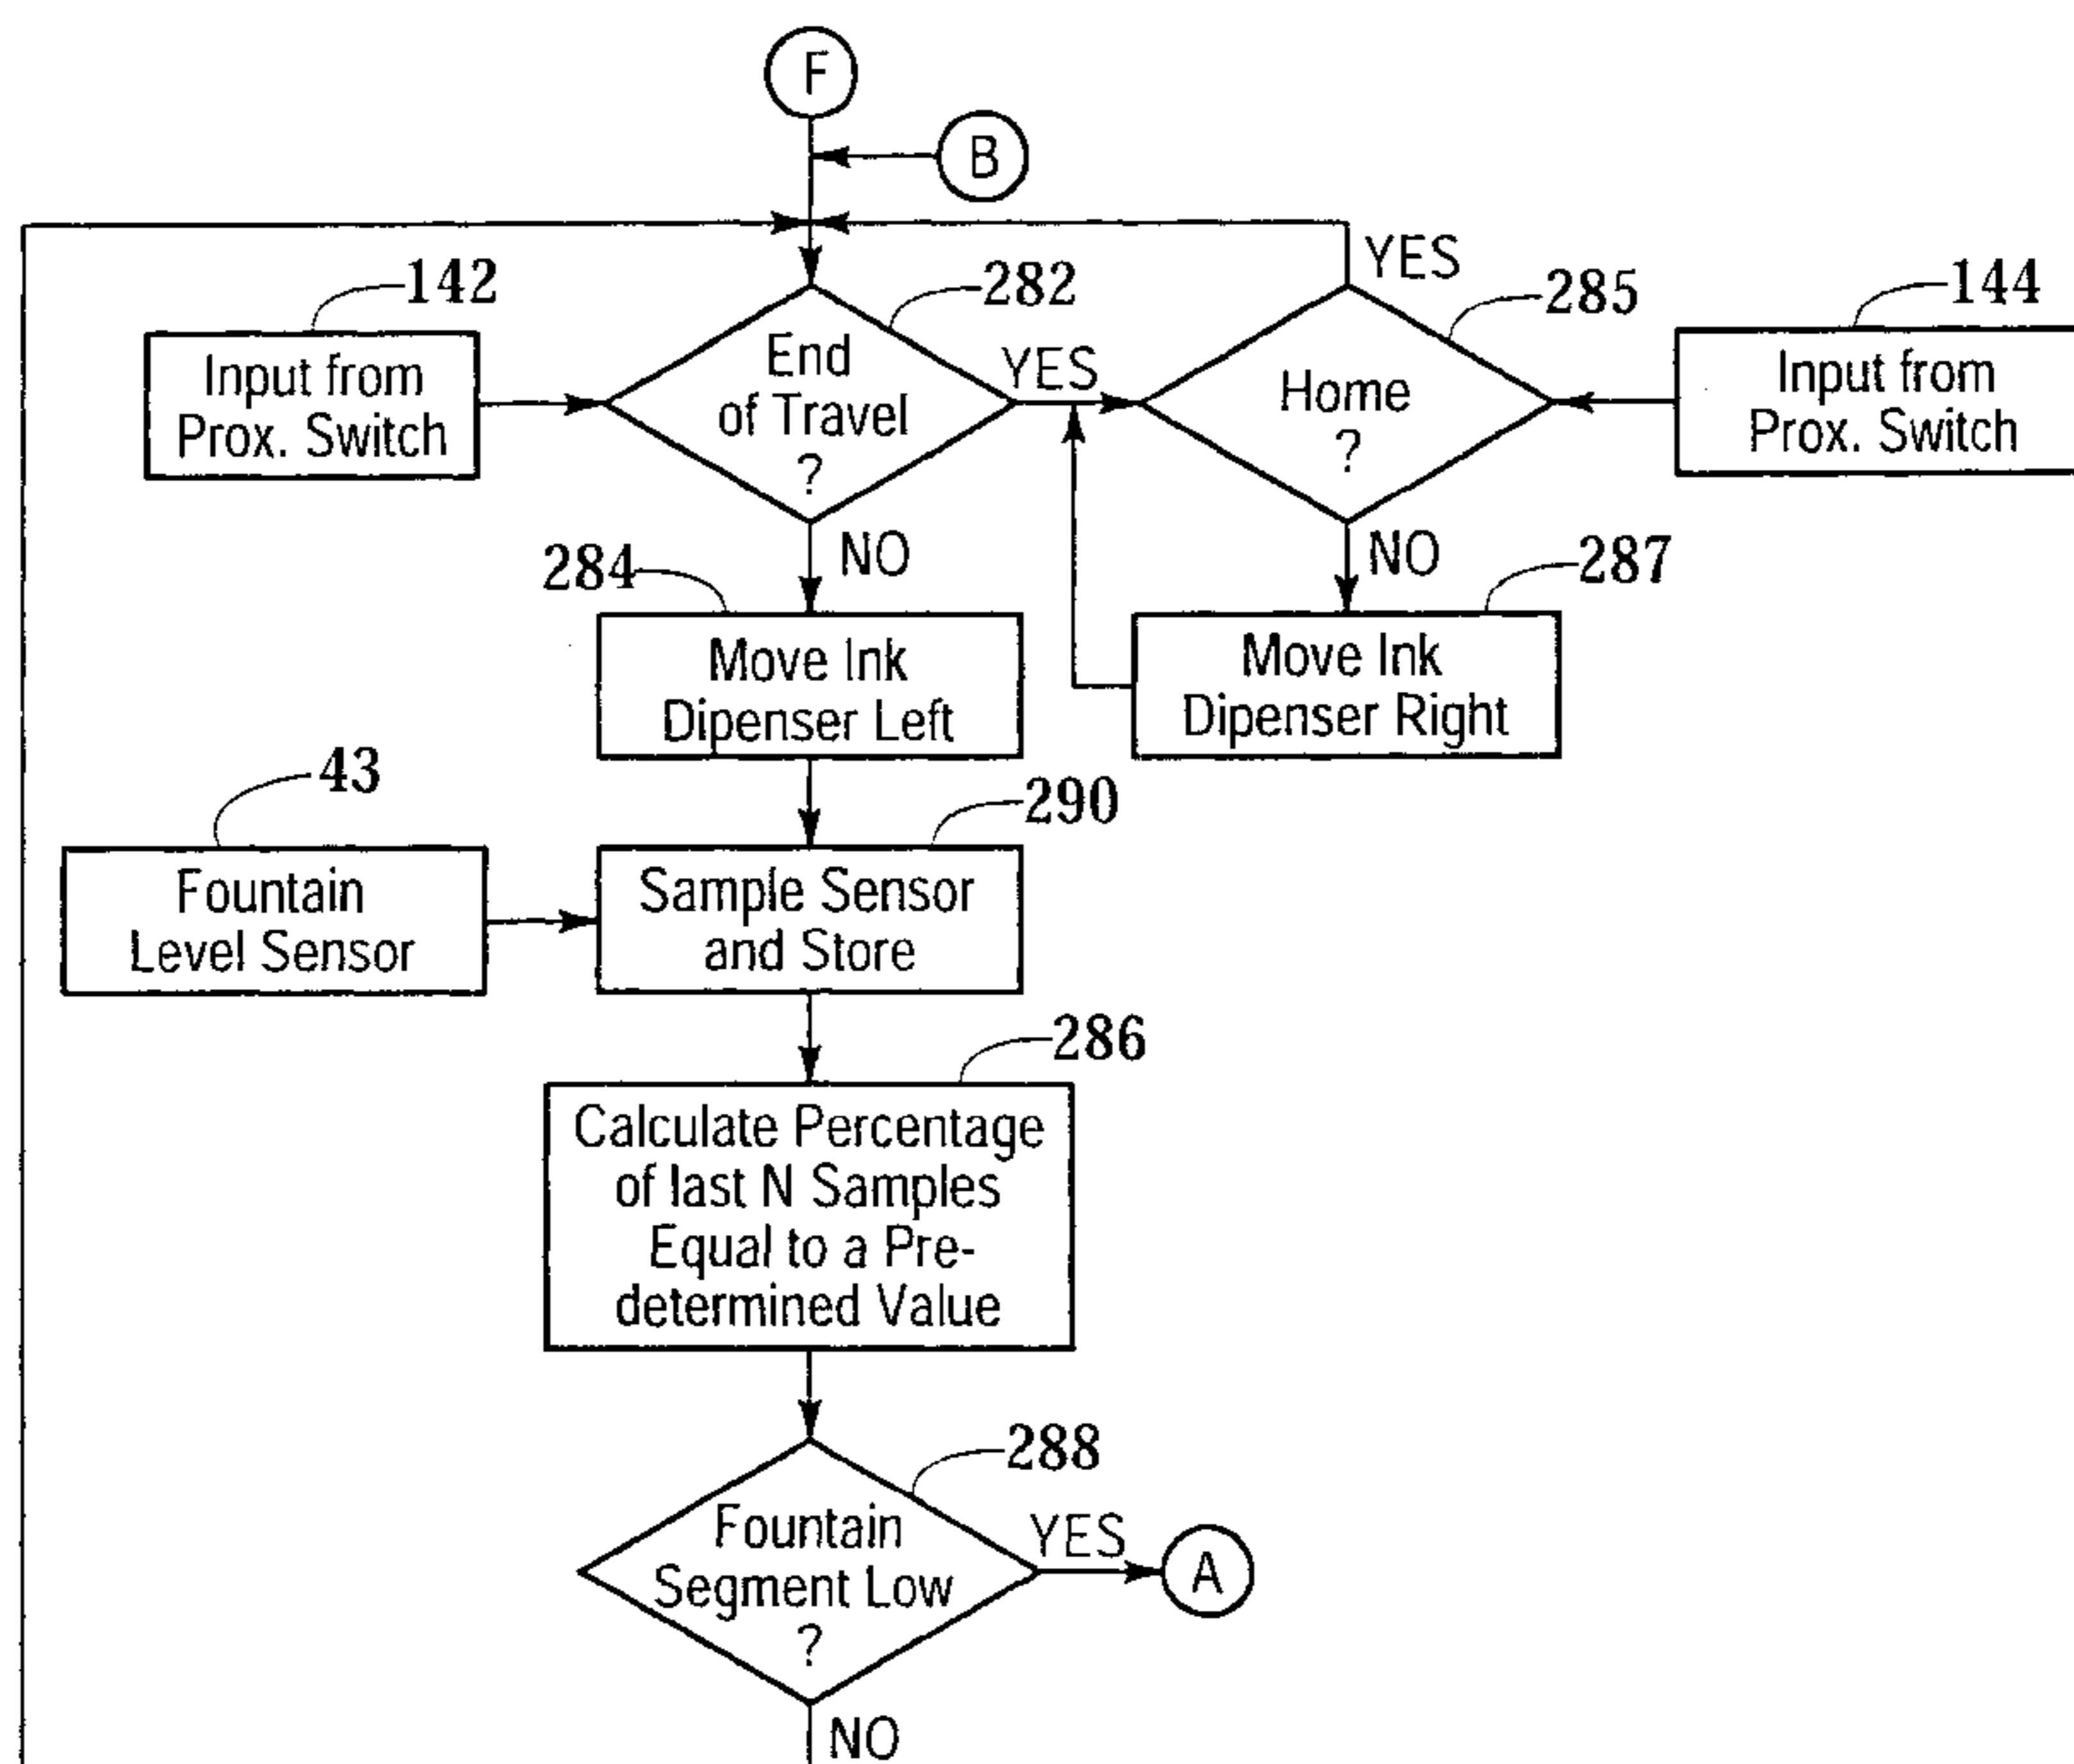 F
B
YES
142
282
285
144
Input from
Prox. Switch
End
of Travel
?
YES
Home
?
Input from
Prox. Switch
NO
284
NO
287
Move Ink
Dipenser Left
Move Ink
Dipenser Right
43
290
Fountain
Level Sensor
Sample Sensor
and Store
286
Calculate Percentage
of last N Samples
Equal to a Pre-
determined Value
288
Fountain
Segment Low
?
YES
A
NO